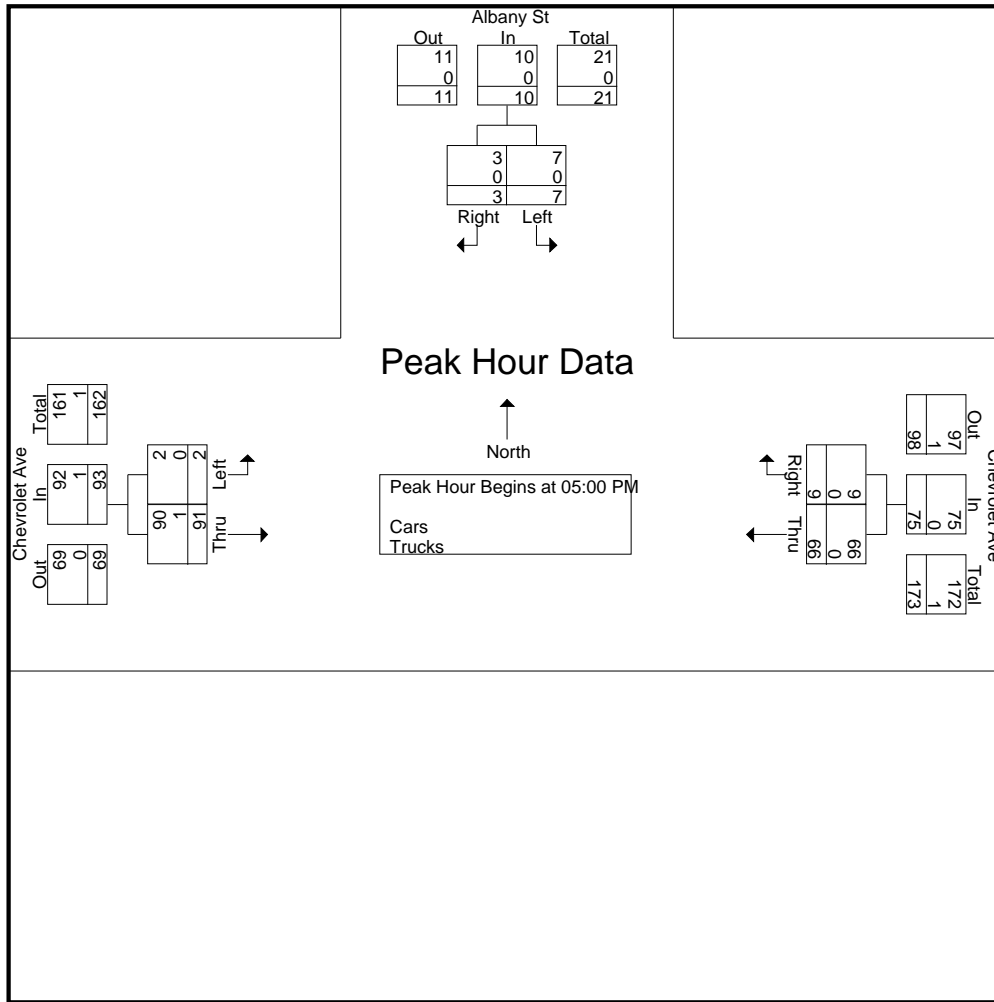 Albany St
Out In Total
11 10 21
0 0 0
11 10 21
3 7
0 0
3 7
Right Left
Peak Hour Data
North
Peak Hour Begins at 05:00 PM
Cars
Trucks
Chevrolet Ave
Total In Out
161 92 69
1 1 0
162 93 69
Left Thru
2 90
0 1
2 91
Chevrolet Ave
Out In Total
97 75 172
1 0 1
98 75 173
Right Thru
9 66
0 0
9 66